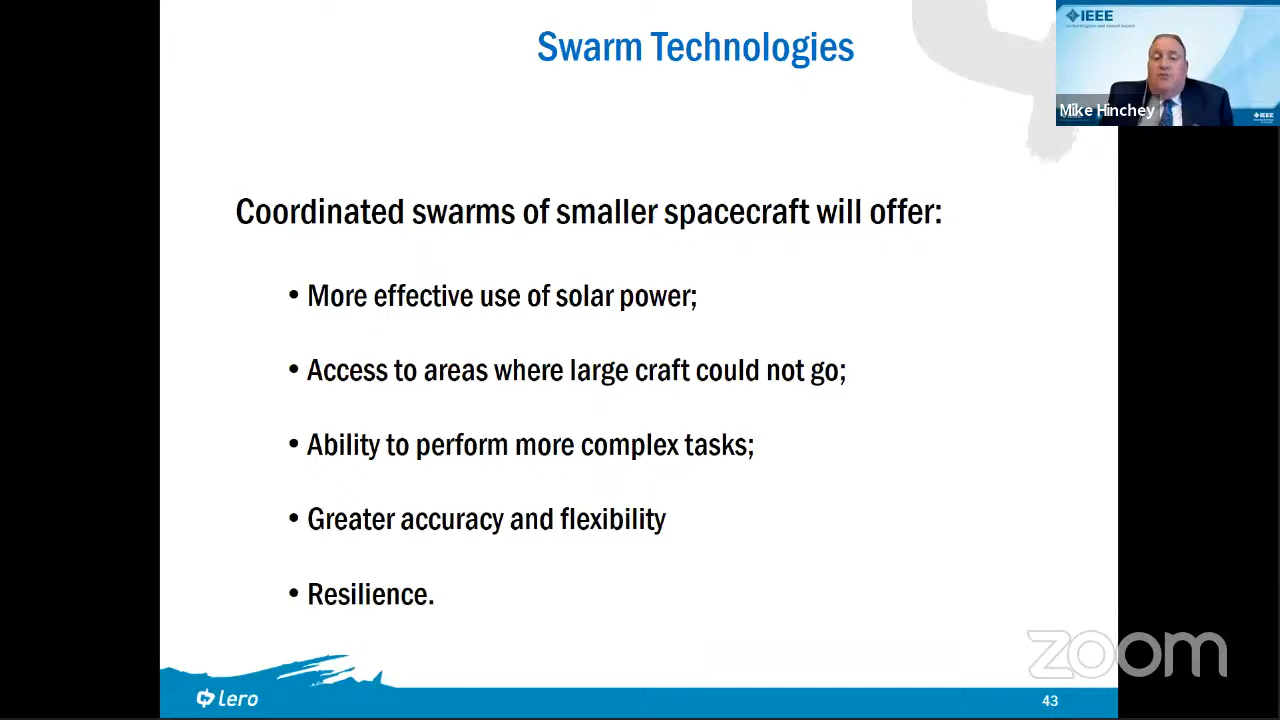 Swarm Technologies
IEEE
Mike Hinchey
IEEE
Coordinated swarms of smaller spacecraft will offer:
• More effective use of solar power;
• Access to areas where large craft could not go;
• Ability to perform more complex tasks;
• Greater accuracy and flexibility
• Resilience.
zoom
Lero
43